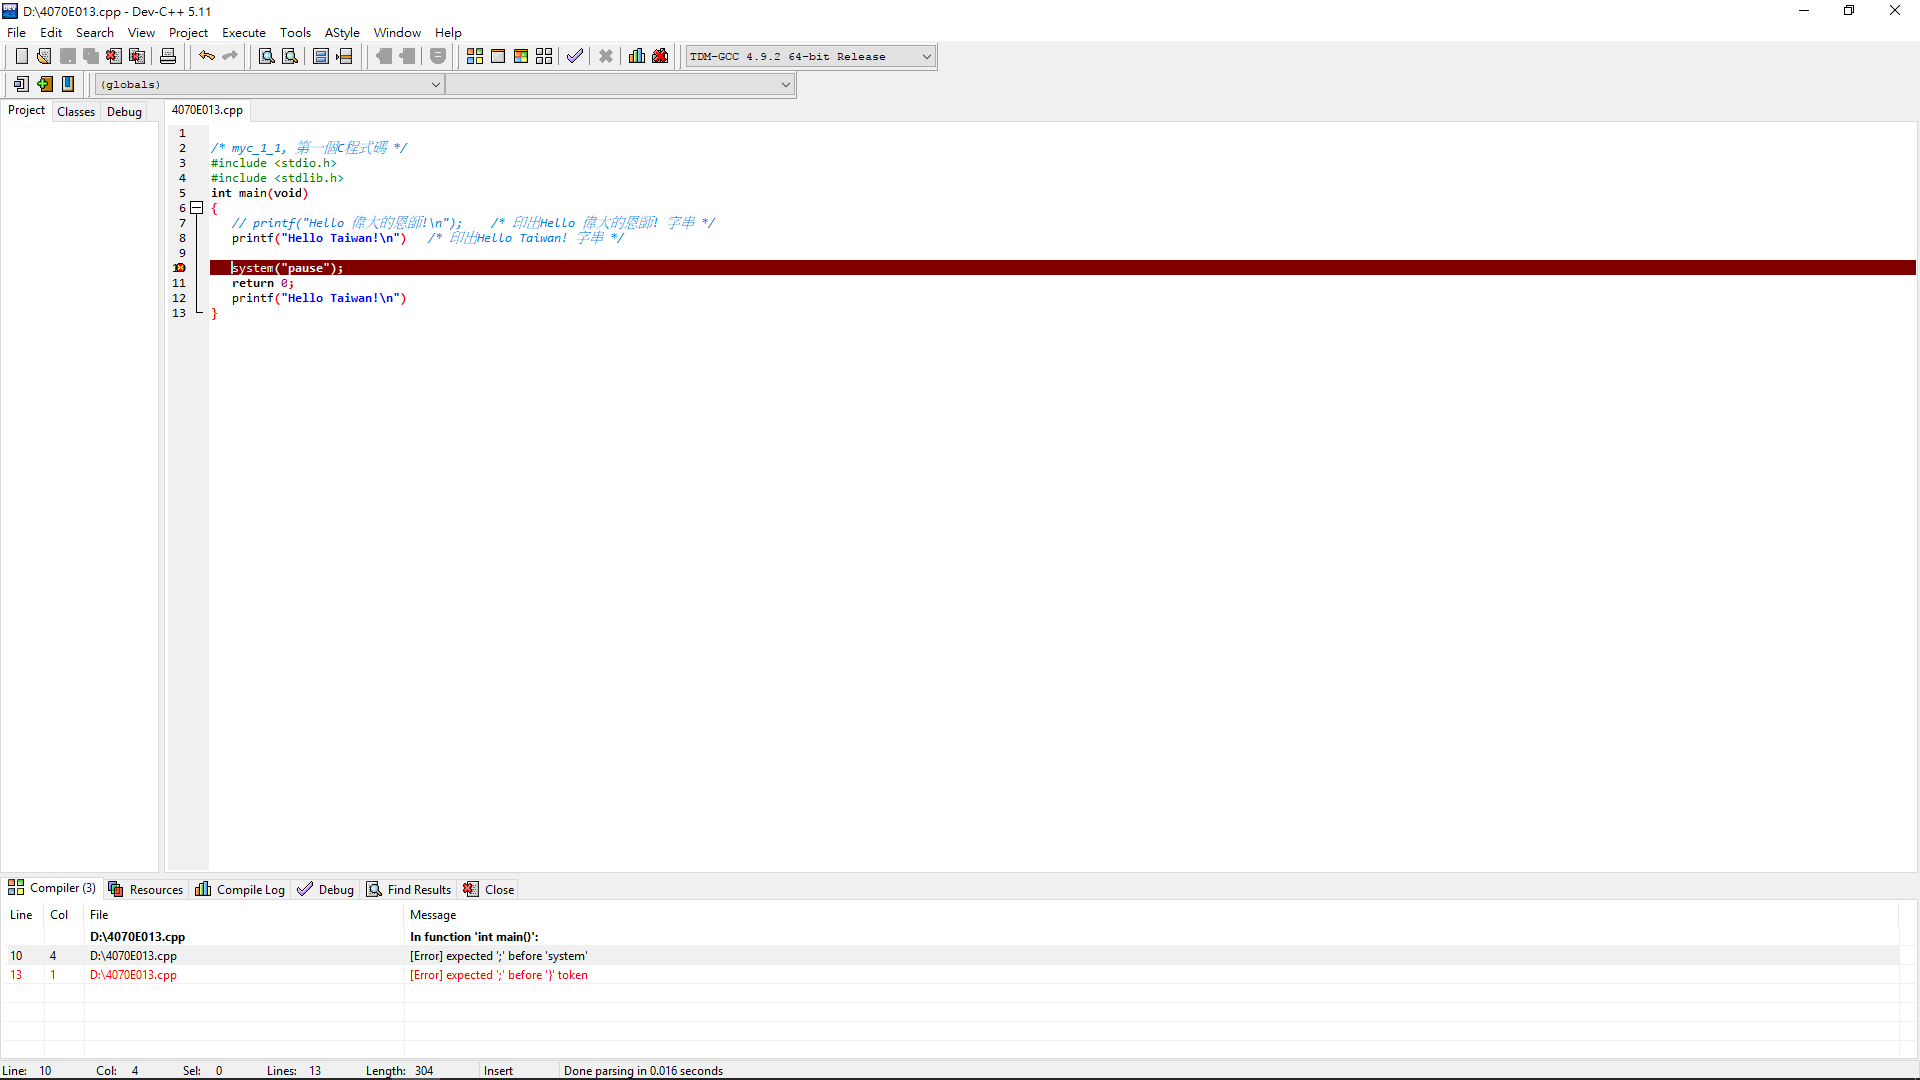 D:\4070E013.cpp - Dev-C++ 5.11
File Edit Search View Project Execute Tools AStyle Window Help
TDM-GCC 4.9.2 64-bit Release
(globals)
Project Classes Debug 4070E013.cpp
1
2 /* myc_1_1, 第一個C程式碼 */
3 #include <stdio.h>
4 #include <stdlib.h>
5 int main(void)
6 {
7 // printf("Hello 偉大的恩師!\n"); /* 印出Hello 偉大的恩師! 字串 */
8 printf("Hello Taiwan!\n") /* 印出Hello Taiwan! 字串 */
9
system("pause");
11 return 0;
12 printf("Hello Taiwan!\n")
13 }
Compiler (3) Resources Compile Log Debug Find Results Close
Line Col File Message
D:\4070E013.cpp In function 'int main()':
10 4 D:\4070E013.cpp [Error] expected ';' before 'system'
13 1 D:\4070E013.cpp [Error] expected ';' before '}' token
Line: 10 Col: 4 Sel: 0 Lines: 13 Length: 304 Insert Done parsing in 0.016 seconds